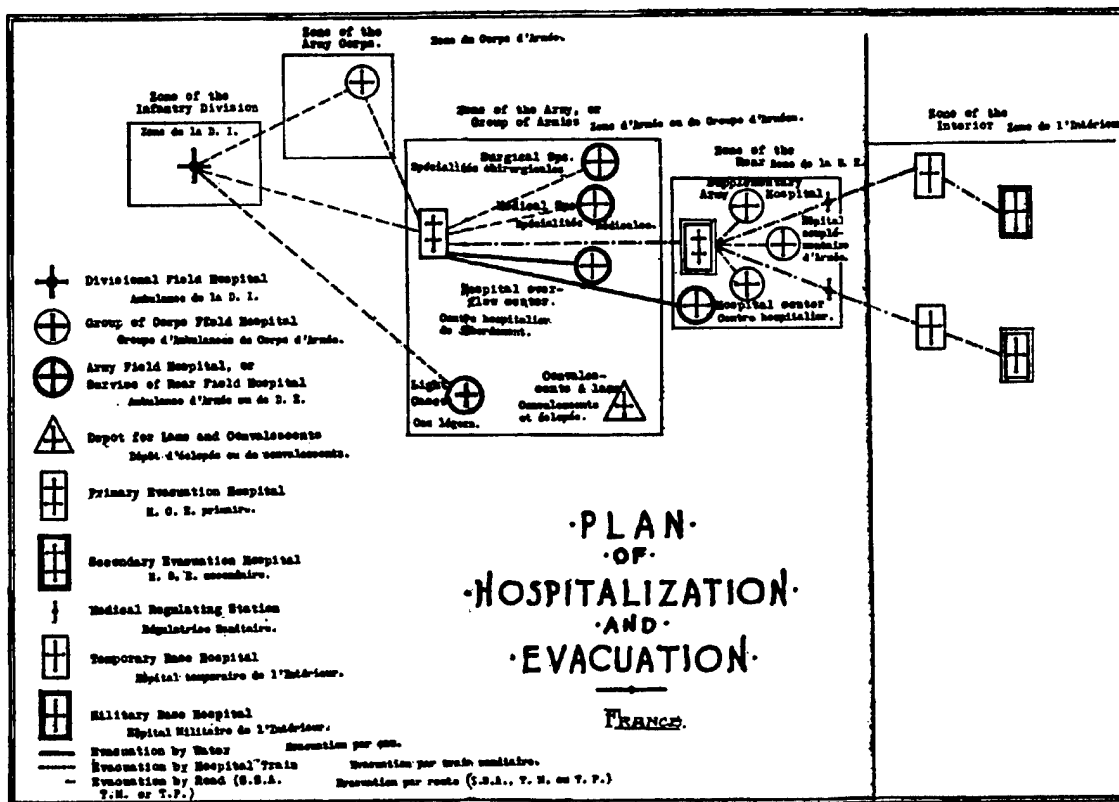 Zone of the
Army Corps.
Zone du Corps d'Armée.
Zone of the
Infantry Division
Zone de la D. I.
Zone of the Army, or
Group of Armies
Zone d'Armée ou de Groupe d'Armées.
Surgical Sps.
Spécialités chirurgicales.
Medical Sps
Spécialités Médicales.
Hospital over-
flow center.
Centre hospitalier
de débordement.
Light
Cases
Convales-
cents & lame
Convalescents
et éclopés.
Zone of the
Rear
Zone de la
Supplementary
Army Hospital
Hôpital
complé-
mentaire
d'Armée.
Hospital center
Centre hospitalier.
Zone of the
Interior
Zone de l'Intérieur
Divisional Field Hospital
Ambulance de la D. I.
Group of Corps Ffield Hospital
Groupe d'Ambulances de Corps d'Armée.
Army Field Hospital, or
Service of Rear Field Hospital
Ambulance d'Armée ou de
Depot for Lame and Convalescents
Dépôt d'éclopés ou de convalescents.
Primary Evacuation Hospital
primaire.
Secondary Evacuation Hospital
secondaire.
Medical Regulating Station
Régulatrice Sanitaire.
Temporary Base Hospital
Hôpital temporaire de l'Intérieur.
Military Base Hospital
Hôpital Militaire de l'Intérieur.
Evacuation by Water
Evacuation par eau.
Evacuation by Hospital Train
Evacuation par train sanitaire.
Evacuation by Road (S.S.A.
T.M. or T.P.)
Evacuation par route (S.S.A., T. M. ou T. P.)
·PLAN·
·OF·
·HOSPITALIZATION·
·AND·
·EVACUATION·
FRANCE.